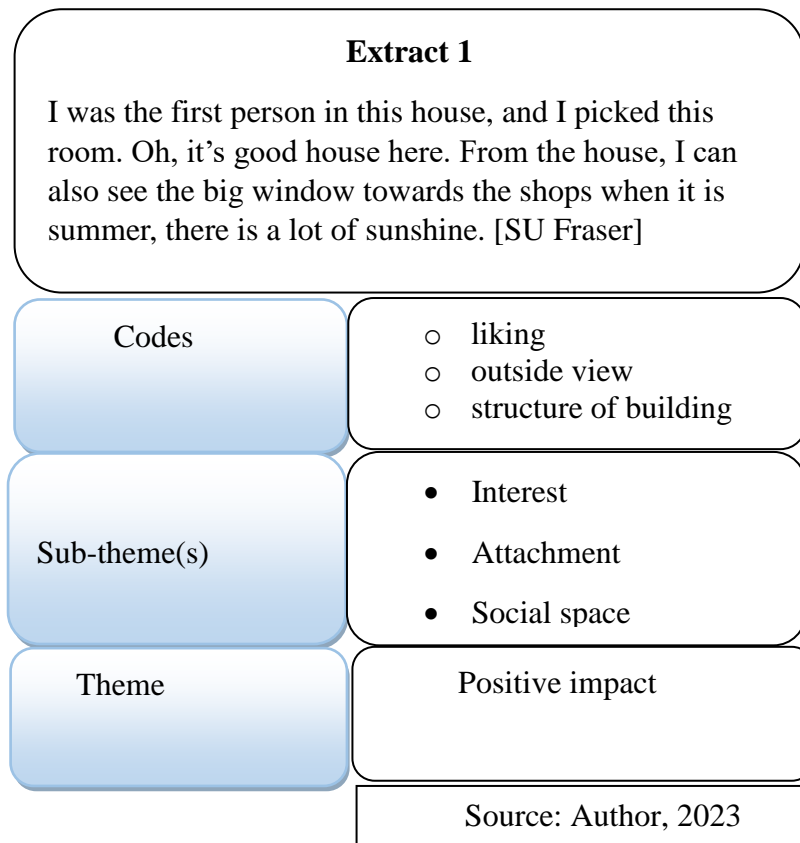 Extract 1
I was the first person in this house, and I picked this
room. Oh, it’s good house here. From the house, I can
also see the big window towards the shops when it is
summer, there is a lot of sunshine. [SU Fraser]
Codes
○ liking
○ outside view
○ structure of building
Sub-theme(s)
• Interest
• Attachment
• Social space
Theme
Positive impact
Source: Author, 2023